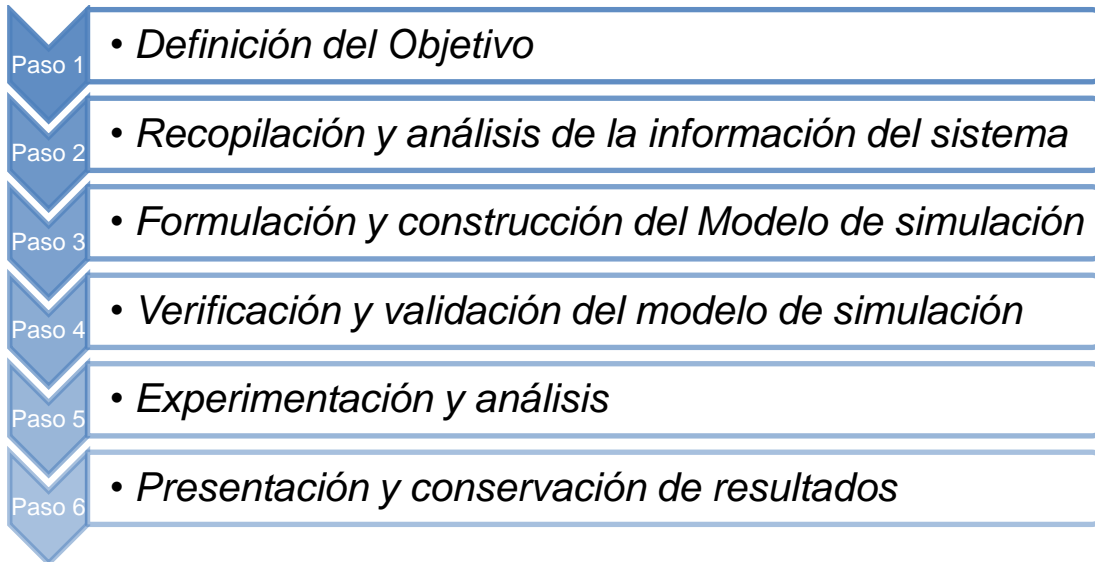 Paso 1
• Definición del Objetivo
Paso 2
• Recopilación y análisis de la información del sistema
Paso 3
• Formulación y construcción del Modelo de simulación
Paso 4
• Verificación y validación del modelo de simulación
Paso 5
• Experimentación y análisis
Paso 6
• Presentación y conservación de resultados